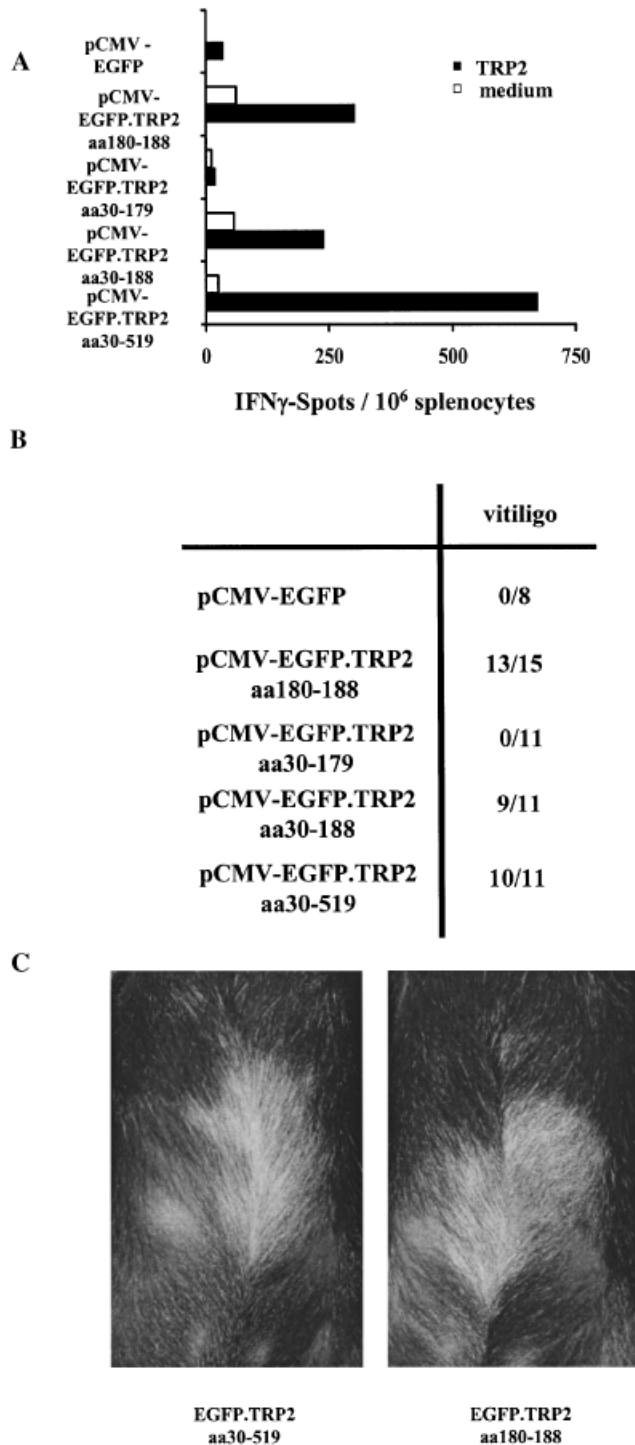 A
pCMV -
EGFP
pCMV-
EGFP.TRP2
aa180-188
pCMV-
EGFP.TRP2
aa30-179
pCMV-
EGFP.TRP2
aa30-188
pCMV-
EGFP.TRP2
aa30-519
TRP2
medium
0
250
500
750
IFNγ-Spots / 10⁶ splenocytes
B
vitiligo
pCMV-EGFP 0/8
pCMV-EGFP.TRP2 13/15
aa180-188
pCMV-EGFP.TRP2 0/11
aa30-179
pCMV-EGFP.TRP2 9/11
aa30-188
pCMV-EGFP.TRP2 10/11
aa30-519
C
EGFP.TRP2
aa30-519
EGFP.TRP2
aa180-188